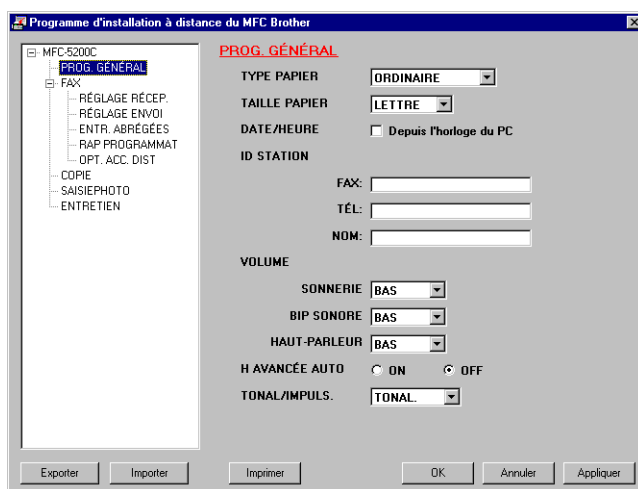 Programme d'installation à distance du MFC Brother
MFC-5200C
PROG. GÉNÉRAL
FAX
RÉGLAGE RÉCEP.
RÉGLAGE ENVOI
ENTR. ABRÉGÉES
RAP PROGRAMMAT
OPT. ACC. DIST
COPIE
SAISIEPHOTO
ENTRETIEN
PROG. GÉNÉRAL
TYPE PAPIER ORDINAIRE
TAILLE PAPIER LETTRE
DATE/HEURE Depuis l'horloge du PC
ID STATION
FAX:
TÉL:
NOM:
VOLUME
SONNERIE BAS
BIP SONORE BAS
HAUT-PARLEUR BAS
H AVANCÉE AUTO ON OFF
TONAL/IMPULS. TONAL.
Exporter Importer Imprimer OK Annuler Appliquer